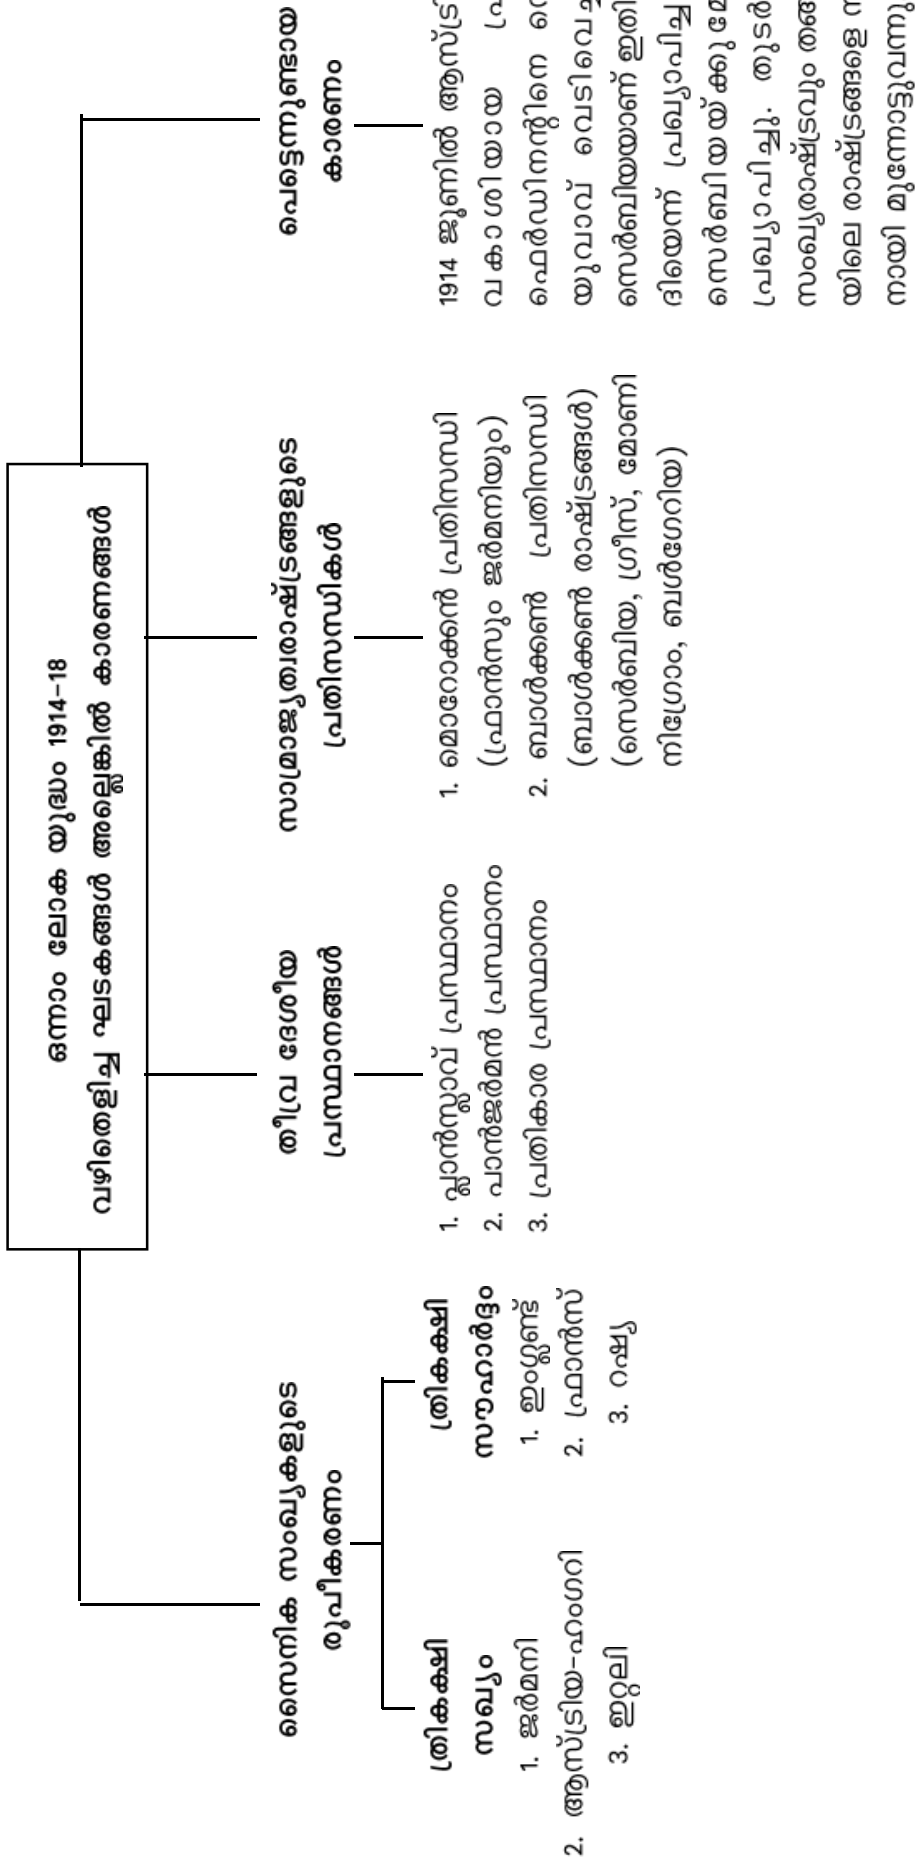 ഒന്നാം ലോക യുദ്ധം 1914-18
വഴിതെളിച്ച ഘടകങ്ങൾ അല്ലെങ്കിൽ കാരണങ്ങൾ
സൈനിക സംഖ്യകളുടെ
രൂപീകരണം
ത്രികക്ഷി
സഖ്യം
1. ജർമനി
2. ആസ്ട്രിയ-ഹംഗറി
3. ഇറ്റലി
ത്രികക്ഷി
സൗഹാർദ്ദം
1. ഇംഗ്ലണ്ട്
2. ഫ്രാൻസ്
3. റഷ്യ
തീവ്ര ദേശീയ
പ്രസ്ഥാനങ്ങൾ
1. പ്ലാൻസ്ലാവ് പ്രസ്ഥാനം
2. പാൻജർമൻ പ്രസ്ഥാനം
3. പ്രതികാര പ്രസ്ഥാനം
സാമ്രാജ്യത്വരാഷ്ട്രങ്ങളുടെ
പ്രതിസന്ധികൾ
1. മൊറോക്കൻ പ്രതിസന്ധി
(ഫ്രാൻസും ജർമനിയും)
2. ബാൾക്കൺ പ്രതിസന്ധി
(ബാൾക്കൺ രാഷ്ട്രങ്ങൾ)
(സെർബിയ, ഗ്രീസ്, മോണി
നിഗ്രോം, ബൾഗേറിയ)
പെട്ടെന്നുണ്ടായ
കാരണം
1914 ജൂണിൽ
വകാശിയായ
ഫെർഡിനന്റിനെ
യുവാവ്
സെർബിയയാണ്
ദിയെന്ന്
സെർബിയയ്ക്കു
പ്രഖ്യാപിച്ചു.
സംഖ്യരാഷ്ട്രവും
യിലെ രാഷ്ട്രങ്ങളെ
നായി